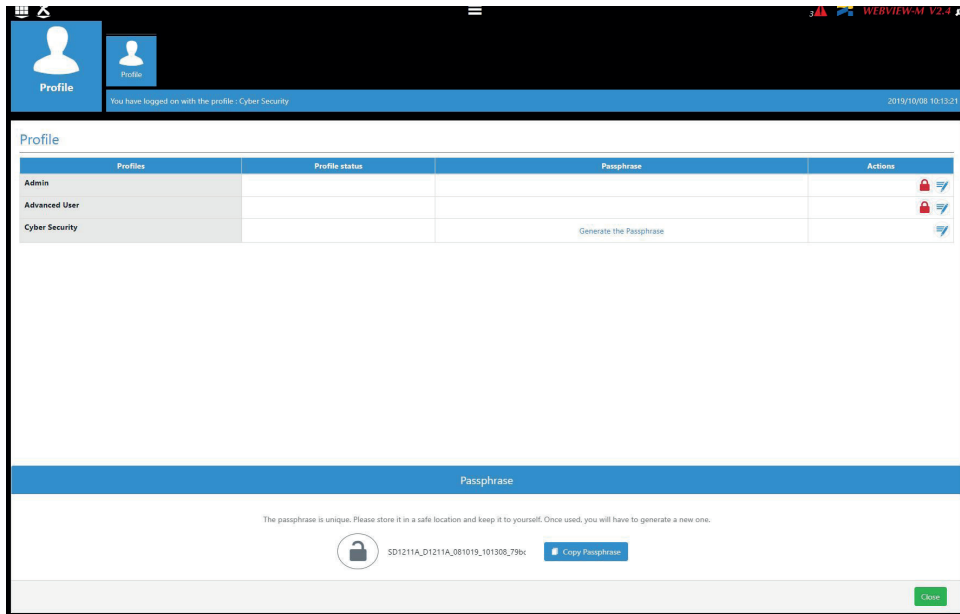 3
WEBVIEW-M V2.4
Profile
Profile
You have logged on with the profile : Cyber Security 2019/10/08 10:13:21
Profile
Profiles Profile status Passphrase Actions
Admin
Advanced User
Cyber Security Generate the Passphrase
Passphrase
The passphrase is unique. Please store it in a safe location and keep it to yourself. Once used, you will have to generate a new one.
SD1211A_D1211A_081019_101308_79bc Copy Passphrase
Close